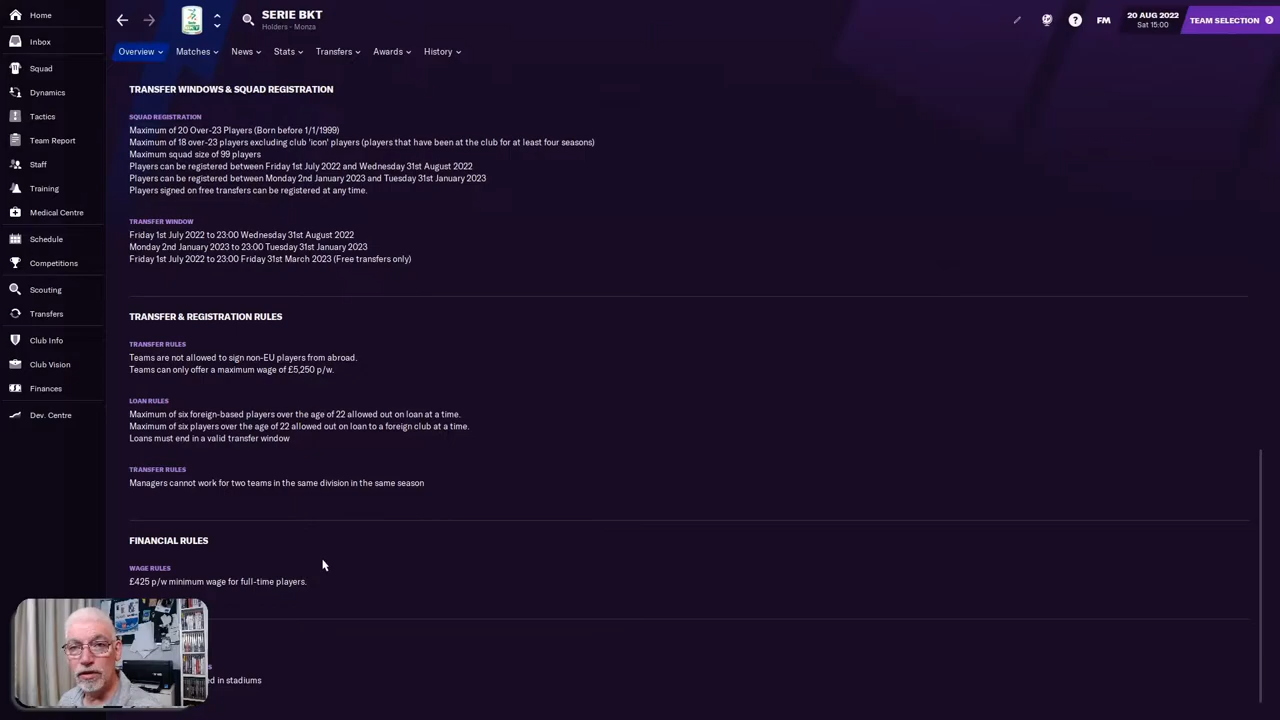 Home
Inbox
Squad
Dynamics
Tactics
Team Report
Staff
Training
Medical Centre
Schedule
Competitions
Scouting
Transfers
Club Info
Club Vision
Finances
Dev. Centre
SERIE BKT
Holders - Monza
FM
20 AUG 2022
Sat 15:00
TEAM SELECTION
Overview
Matches
News
Stats
Transfers
Awards
History
TRANSFER WINDOWS & SQUAD REGISTRATION
SQUAD REGISTRATION
Maximum of 20 Over-23 Players (Born before 1/1/1999)
Maximum of 18 over-23 players excluding club 'icon' players (players that have been at the club for at least four seasons)
Maximum squad size of 99 players
Players can be registered between Friday 1st July 2022 and Wednesday 31st August 2022
Players can be registered between Monday 2nd January 2023 and Tuesday 31st January 2023
Players signed on free transfers can be registered at any time.
TRANSFER WINDOW
Friday 1st July 2022 to 23:00 Wednesday 31st August 2022
Monday 2nd January 2023 to 23:00 Tuesday 31st January 2023
Friday 1st July 2022 to 23:00 Friday 31st March 2023 (Free transfers only)
TRANSFER & REGISTRATION RULES
TRANSFER RULES
Teams are not allowed to sign non-EU players from abroad.
Teams can only offer a maximum wage of £5,250 p/w.
LOAN RULES
Maximum of six foreign-based players over the age of 22 allowed out on loan at a time.
Maximum of six players over the age of 22 allowed out on loan to a foreign club at a time.
Loans must end in a valid transfer window
TRANSFER RULES
Managers cannot work for two teams in the same division in the same season
FINANCIAL RULES
WAGE RULES
£425 p/w minimum wage for full-time players.
in stadiums